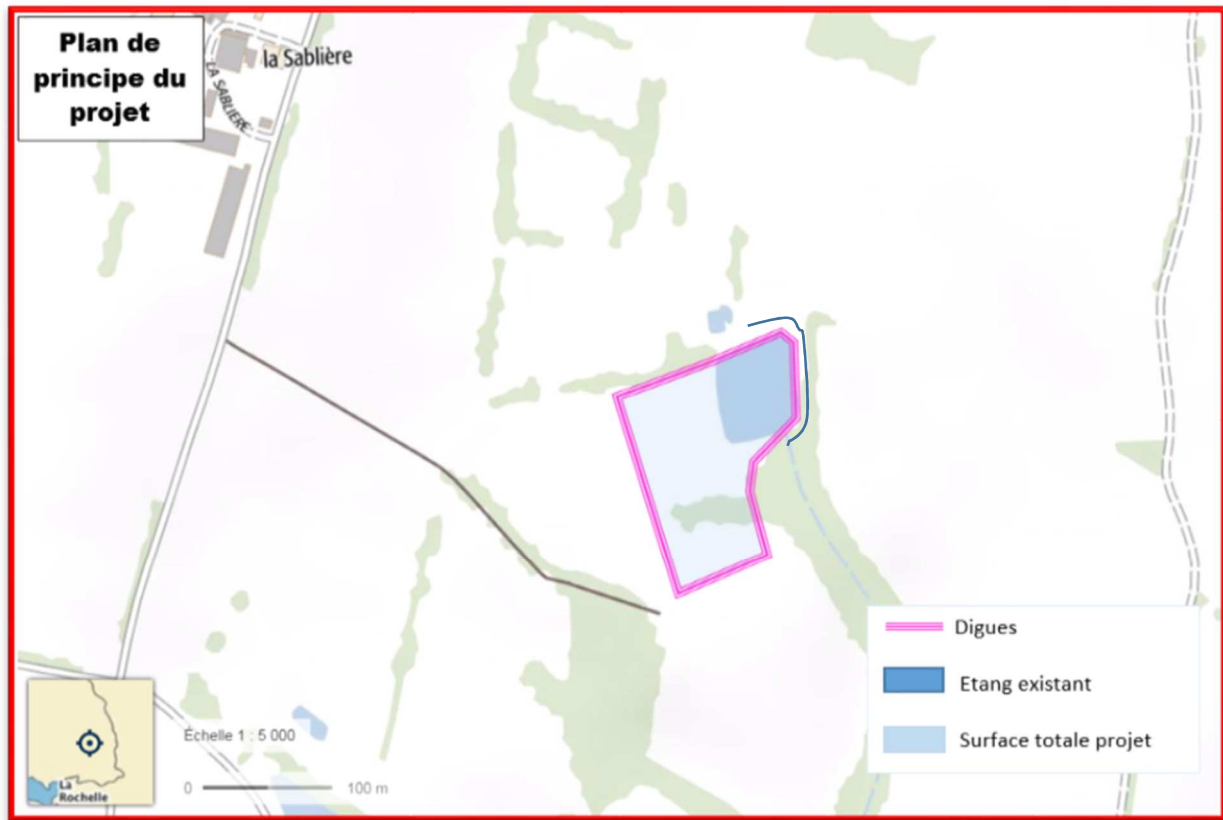 Plan de
principe du
projet
la Sablière
LA SABLIERE
Digues
Etang existant
Surface totale projet
Échelle 1 : 5 000
0 100 m
La
Rochelle